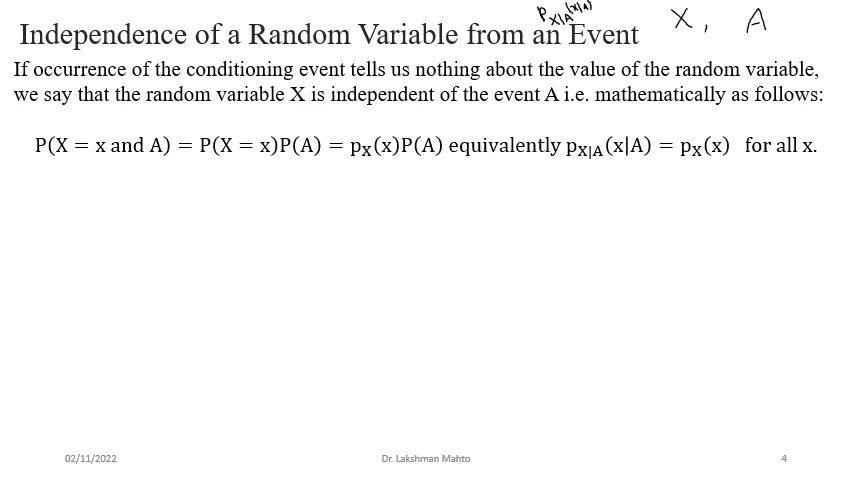 P_X|A(x|A)
X, A
Independence of a Random Variable from an Event
If occurrence of the conditioning event tells us nothing about the value of the random variable,
we say that the random variable X is independent of the event A i.e. mathematically as follows:
P(X = x and A) = P(X = x)P(A) = p_X(x)P(A) equivalently p_X|A(x|A) = p_X(x) for all x.
02/11/2022 Dr. Lakshman Mahto 4